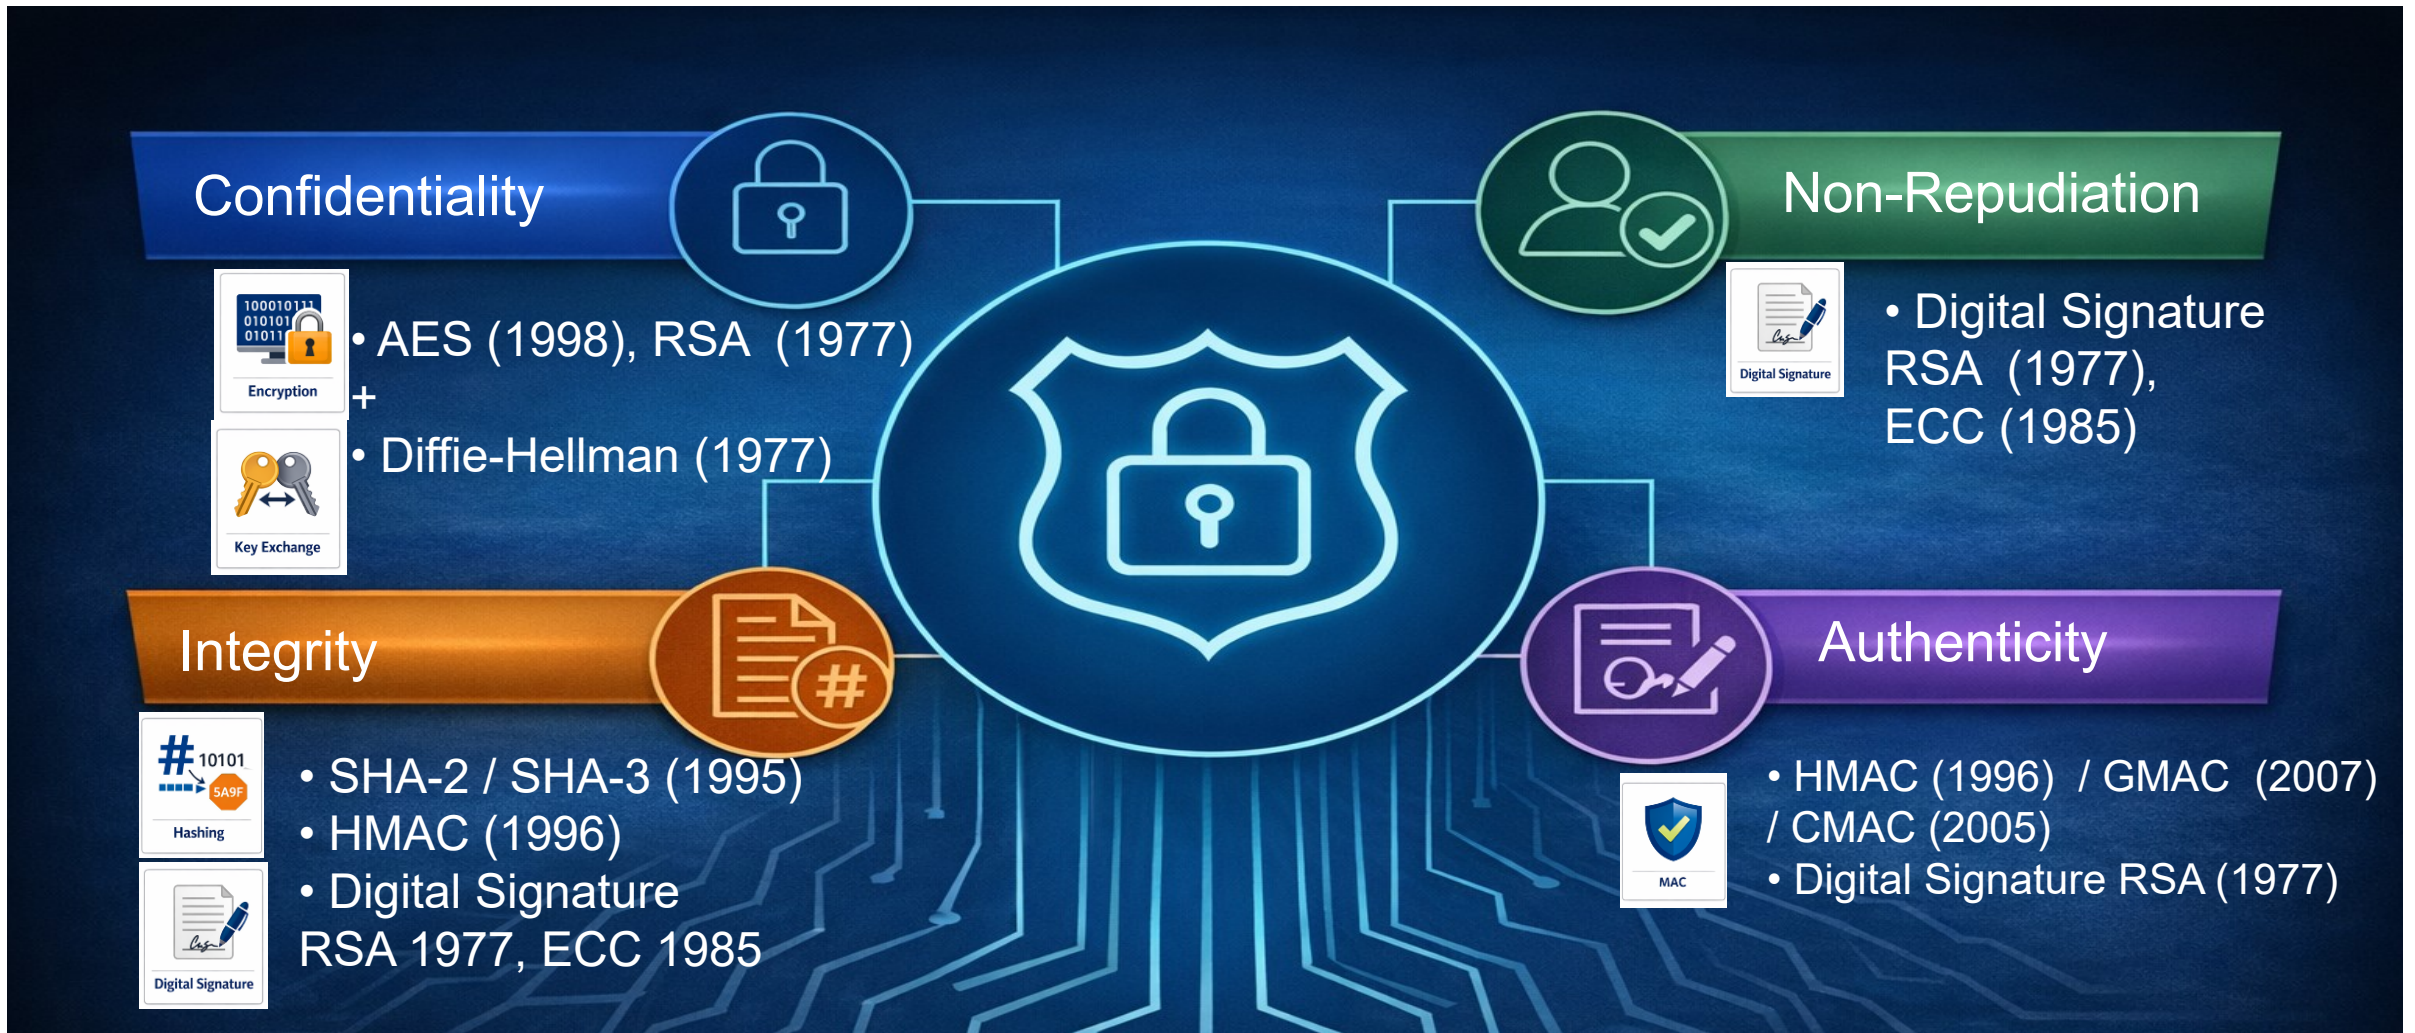 Confidentiality
100010111
010101
01011
Encryption
• AES (1998), RSA  (1977)
+
• Diffie-Hellman (1977)
Key Exchange
Non-Repudiation
Digital Signature
• Digital Signature
RSA  (1977),
ECC (1985)
Integrity
#
# 10101
5A9F
Hashing
• SHA-2 / SHA-3 (1995)
• HMAC (1996)
• Digital Signature
RSA 1977, ECC 1985
Digital Signature
Authenticity
MAC
• HMAC (1996)  / GMAC  (2007)
/ CMAC (2005)
• Digital Signature RSA (1977)